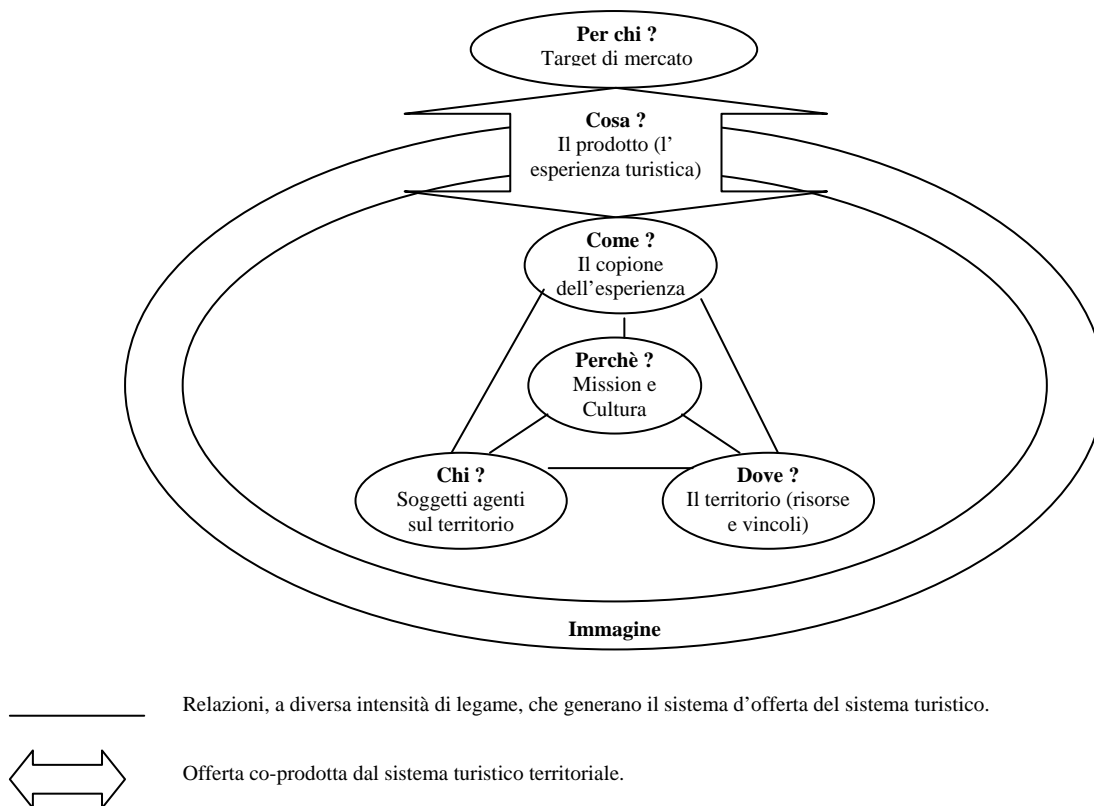 Per chi ?
Target di mercato
Cosa ?
Il prodotto (l'
esperienza turistica)
Come ?
Il copione
dell'esperienza
Perchè ?
Mission e
Cultura
Chi ?
Soggetti agenti
sul territorio
Dove ?
Il territorio (risorse
e vincoli)
Immagine
Relazioni, a diversa intensità di legame, che generano il sistema d'offerta del sistema turistico.
Offerta co-prodotta dal sistema turistico territoriale.